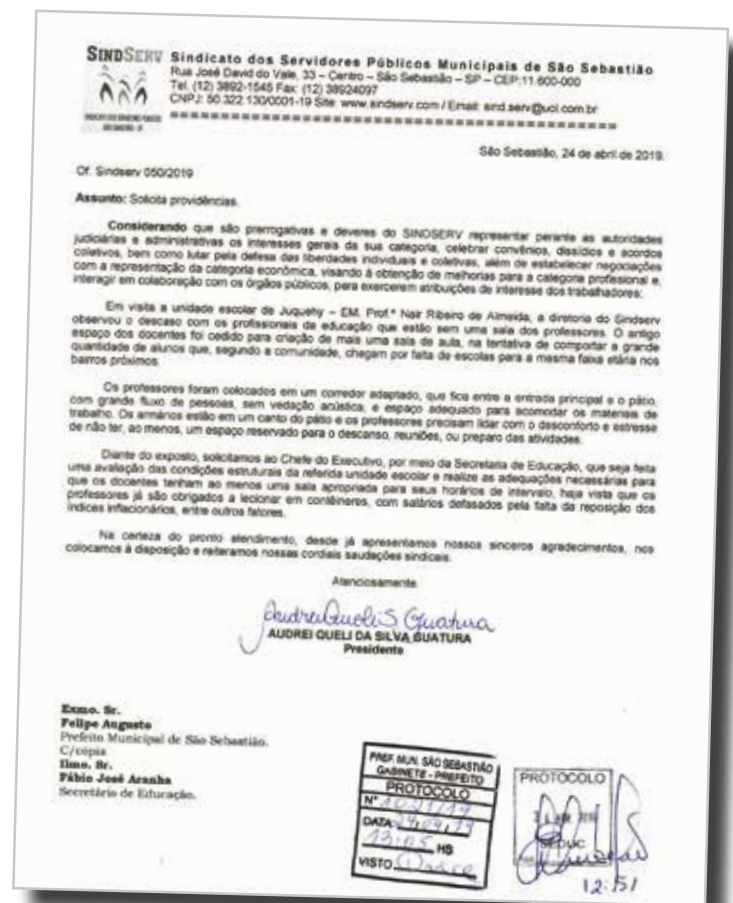 SINDSERV
Sindicato dos Servidores Públicos Municipais de São Sebastião
Rua José David do Vale, 33 – Centro – São Sebastião – SP – CEP:11.600-000
Tel. (12) 3892-1545 Fax: (12) 38924097
CNPJ: 50.322.130/0001-19 Site: www.sindserv.com / Email: sind.serv@uol.com.br
São Sebastião, 24 de abril de 2019.
Of. Sindserv 050/2019
Assunto: Solicita providências.
Considerando que são prerrogativas e deveres do SINDSERV representar perante as autoridades
judiciárias e administrativas os interesses gerais da sua categoria, celebrar convênios, dissídios e acordos
coletivos, bem como lutar pela defesa das liberdades individuais e coletivas, além de estabelecer negociações
com a representação da categoria econômica, visando à obtenção de melhorias para a categoria profissional e,
interagir em colaboração com os órgãos públicos, para exercerem atribuições de interesse dos trabalhadores:
Em visita a unidade escolar de Juquehy – EM. Prof.ª Nair Ribeiro de Almeida, a diretoria do Sindserv
observou o descaso com os profissionais da educação que estão sem uma sala dos professores. O antigo
espaço dos docentes foi cedido para criação de mais uma sala de aula, na tentativa de comportar a grande
quantidade de alunos que, segundo a comunidade, chegam por falta de escolas para a mesma faixa etária nos
bairros próximos.
Os professores foram colocados em um corredor adaptado, que fica entre a entrada principal e o pátio,
com grande fluxo de pessoas, sem vedação acústica, e espaço adequado para acomodar os materiais de
trabalho. Os armários estão em um canto do pátio e os professores precisam lidar com o desconforto e estresse
de não ter, ao menos, um espaço reservado para o descanso, reuniões, ou preparo das atividades.
Diante do exposto, solicitamos ao Chefe do Executivo, por meio da Secretaria de Educação, que seja feita
uma avaliação das condições estruturais da referida unidade escolar e realize as adequações necessárias para
que os docentes tenham ao menos uma sala apropriada para seus horários de intervalo, haja vista que os
professores já são obrigados a lecionar em contêineres, com salários defasados pela falta da reposição dos
índices inflacionários, entre outros fatores.
Na certeza do pronto atendimento, desde já apresentamos nossos sinceros agradecimentos, nos
colocamos à disposição e reiteramos nossas cordiais saudações sindicais.
Atenciosamente
Audrei Queli S. Guatura
AUDREI QUELI DA SILVA GUATURA
Presidente
Exmo. Sr.
Felipe Augusto
Prefeito Municipal de São Sebastião.
C/cópia
Ilmo. Sr.
Fábio José Aranha
Secretário de Educação.
PREF. MUN. SÃO SEBASTIÃO
GABINETE - PREFEITO
PROTOCOLO
Nº
DATA 24,04,19
13:05 HS
VISTO
PROTOCOLO
SEDUC
12:51